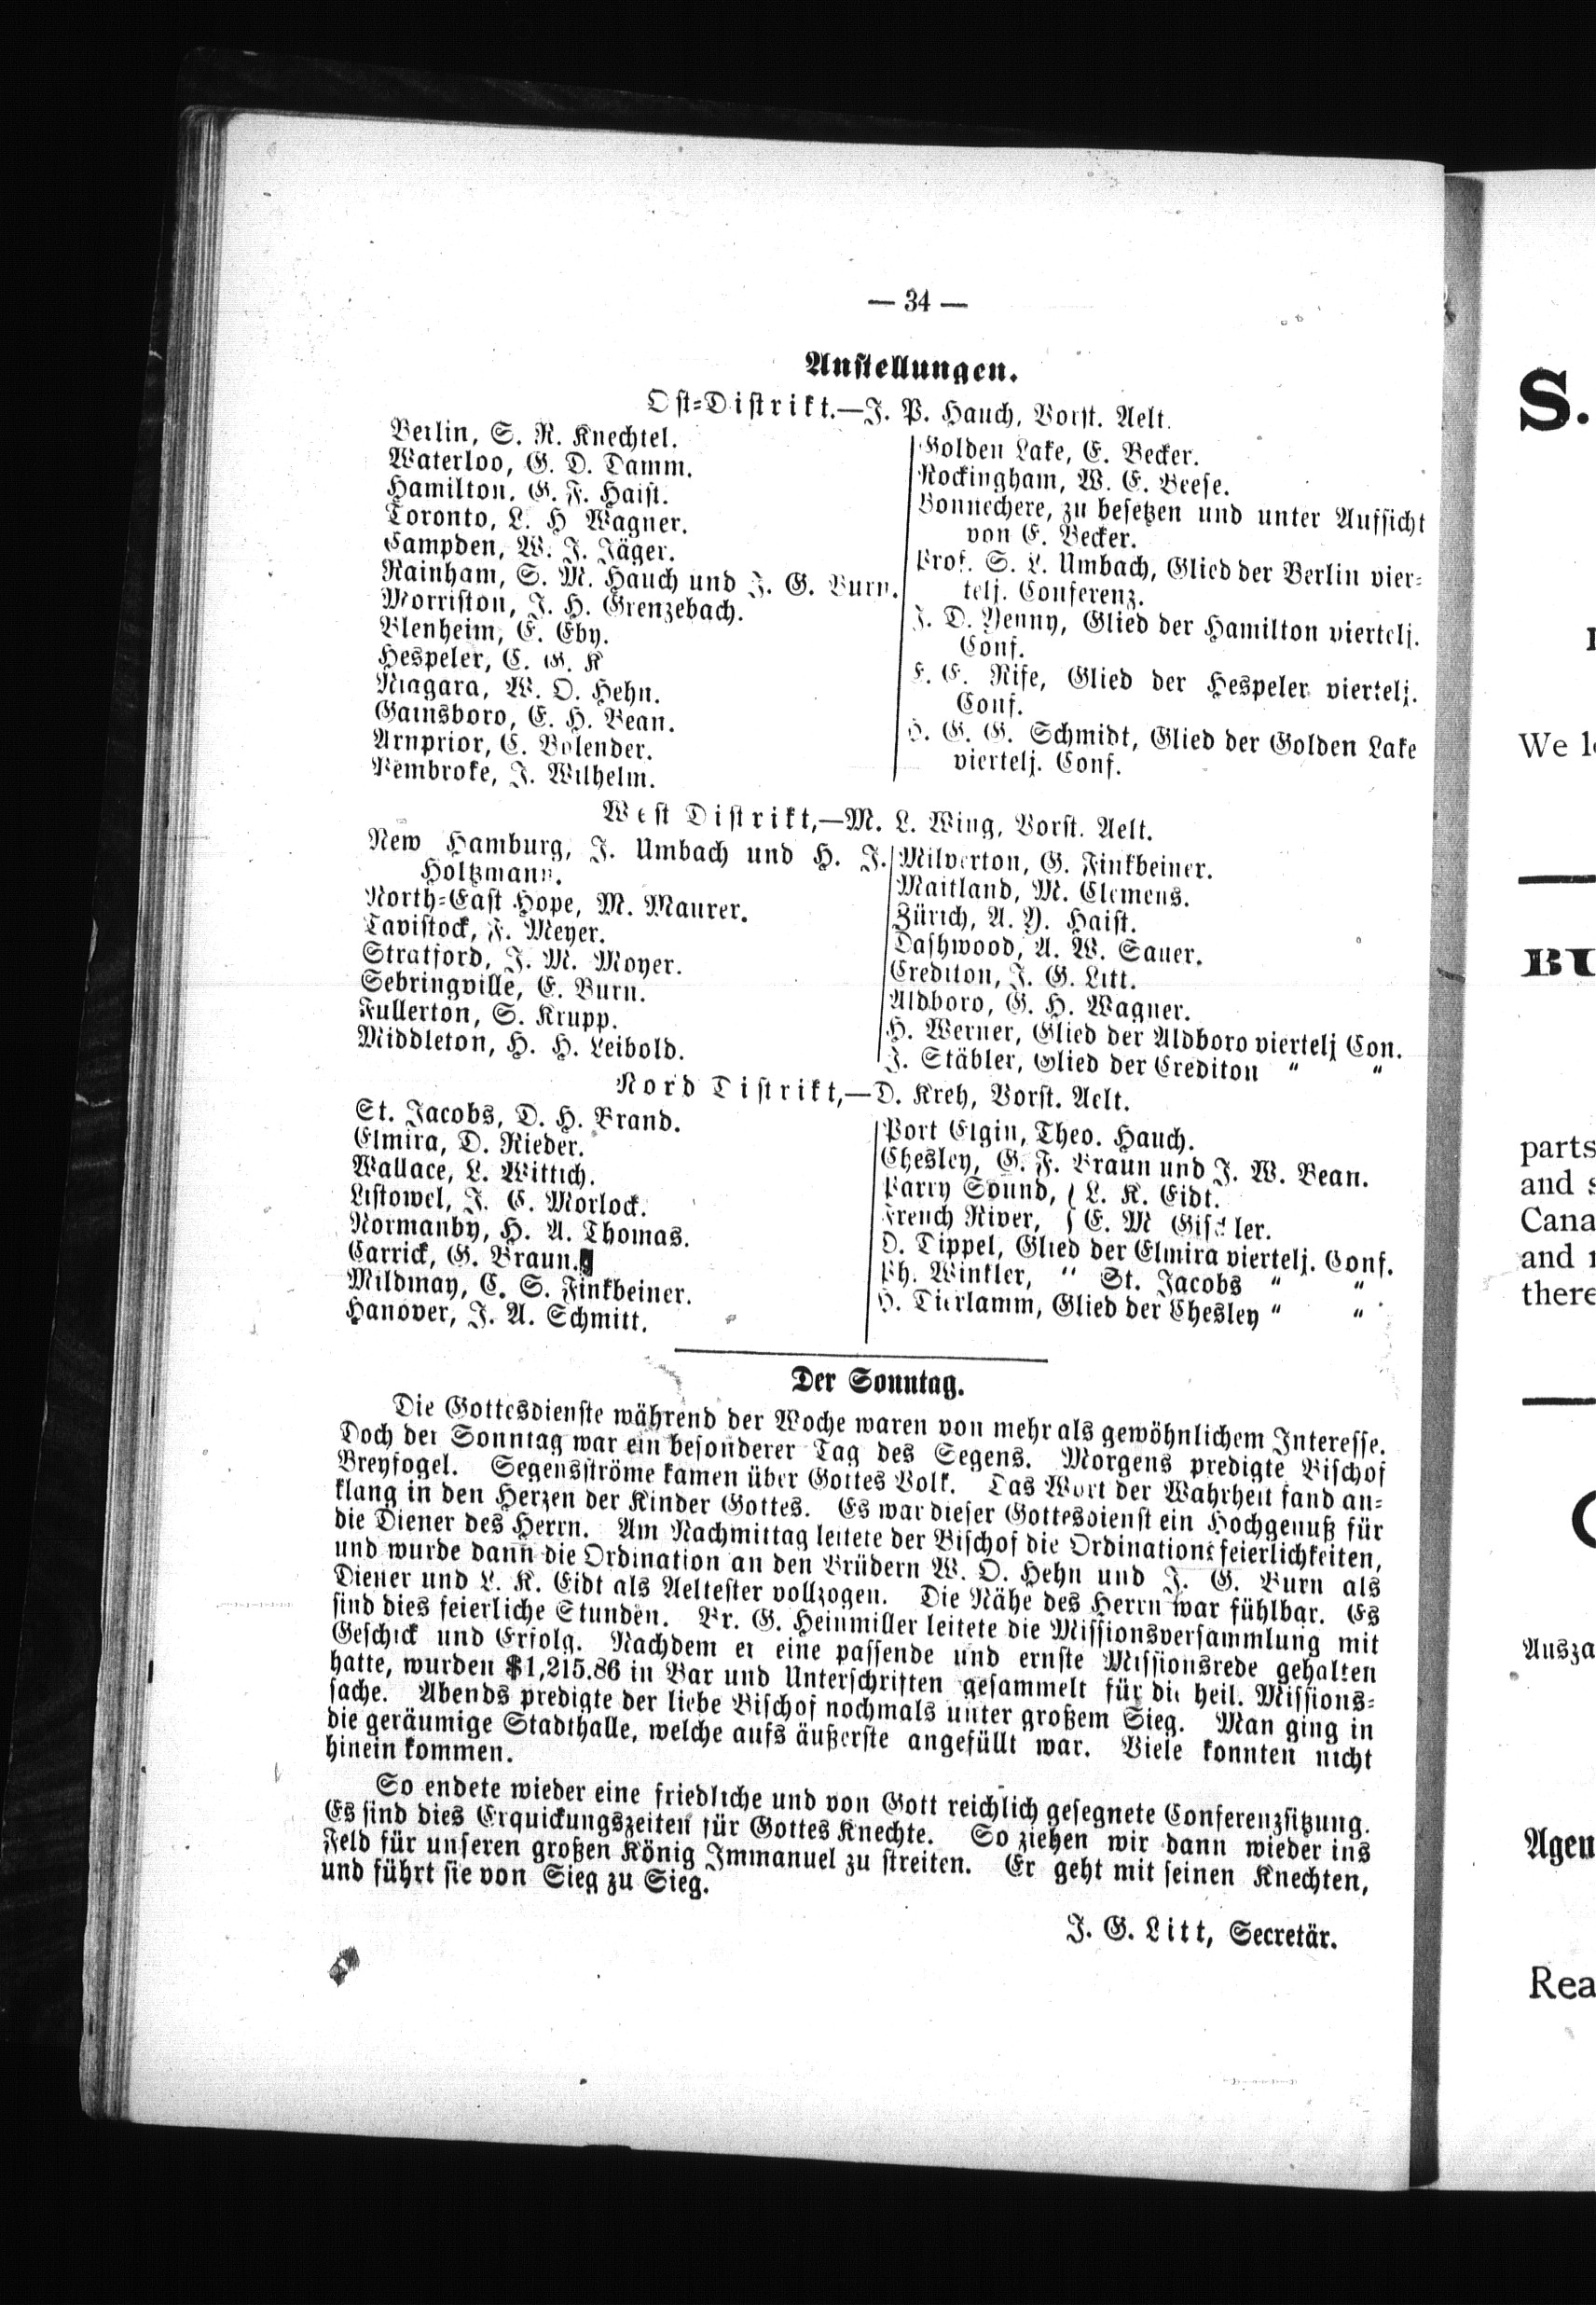 — 34 —
Anstellungen.
Ost-Distrikt.—J. P. Hauch, Vorst. Aelt.
Berlin, S. R. Knechtel.
Waterloo, G. D. Damm.
Hamilton, G. F. Haist.
Toronto, L. H Wagner.
Campden, W. J. Jäger.
Rainham, S. M. Hauch und J. G. Burn.
Morriston, J. H. Grenzebach.
Blenheim, E. Eby.
Hespeler, C. G. K
Niagara, W. O. Hehn.
Gainsboro, E. H. Bean.
Arnprior, C. Bolender.
Pembroke, J. Wilhelm.
Golden Lake, E. Becker.
Rockingham, W. E. Beese.
Bonnechere, zu besetzen und unter Aufsicht
von E. Becker.
Prof. S. L. Umbach, Glied der Berlin vier-
telj. Conferenz.
J. D. Yenny, Glied der Hamilton viertelj.
Conf.
E. Rife, Glied der Hespeler viertelj.
Conf.
G. G. Schmidt, Glied der Golden Lake
viertelj. Conf.
West Distrikt,—M. L. Wing, Vorst. Aelt.
New Hamburg, J. Umbach und H. J.
Holtzmann.
North-East Hope, M. Maurer.
Tavistock, F. Meyer.
Stratford, J. M. Moyer.
Sebringville, E. Burn.
Fullerton, S. Krupp.
Middleton, H. H. Leibold.
Milverton, G. Finkbeiner.
Maitland, M. Clemens.
Zürich, A. Y. Haist.
Dashwood, A. W. Sauer.
Crediton, J. G. Litt.
Aldboro, G. H. Wagner.
H. Werner, Glied der Aldboro viertelj Con.
J. Stäbler, Glied der Crediton " "
Nord Distrikt,—D. Kreh, Vorst. Aelt.
St. Jacobs, D. H. Brand.
Elmira, D. Rieder.
Wallace, L. Wittich.
Listowel, J. C. Morlock.
Normanby, H. A. Thomas.
Carrick, G. Braun.
Mildmay, C. S. Finkbeiner.
Hanover, J. A. Schmitt.
Port Elgin, Theo. Hauch.
Chesley, G. F. Braun und J. W. Bean.
Parry Sound, { L. K. Eidt.
French River, { E. M Gischler.
D. Tippel, Glied der Elmira viertelj. Conf.
Ph. Winkler, " St. Jacobs " "
H. Dierlamm, Glied der Chesley " "
Der Sonntag.
Die Gottesdienste während der Woche waren von mehr als gewöhnlichem Interesse.
Doch der Sonntag war ein besonderer Tag des Segens. Morgens predigte Bischof
Breyfogel. Segensströme kamen über Gottes Volk. Das Wort der Wahrheit fand an-
klang in den Herzen der Kinder Gottes. Es war dieser Gottesdienst ein Hochgenuß für
die Diener des Herrn. Am Nachmittag leitete der Bischof die Ordinationsfeierlichkeiten,
und wurde dann die Ordination an den Brüdern W. O. Hehn und J. G. Burn als
Diener und L. K. Eidt als Aeltester vollzogen. Die Nähe des Herrn war fühlbar. Es
sind dies feierliche Stunden. Br. G. Heinmiller leitete die Missionsversammlung mit
Geschick und Erfolg. Nachdem er eine passende und ernste Missionsrede gehalten
hatte, wurden $1,215.86 in Bar und Unterschriften gesammelt für die heil. Missions-
sache. Abends predigte der liebe Bischof nochmals unter großem Sieg. Man ging in
die geräumige Stadthalle, welche aufs äußerste angefüllt war. Viele konnten nicht
hinein kommen.
So endete wieder eine friedliche und von Gott reichlich gesegnete Conferenzsitzung.
Es sind dies Erquickungszeiten für Gottes Knechte. So ziehen wir dann wieder ins
Feld für unseren großen König Immanuel zu streiten. Er geht mit seinen Knechten,
und führt sie von Sieg zu Sieg.
J. G. Litt, Secretär.
S.
We
BU
parts
and
Cana
and
there
Ausza
Agen
Rea